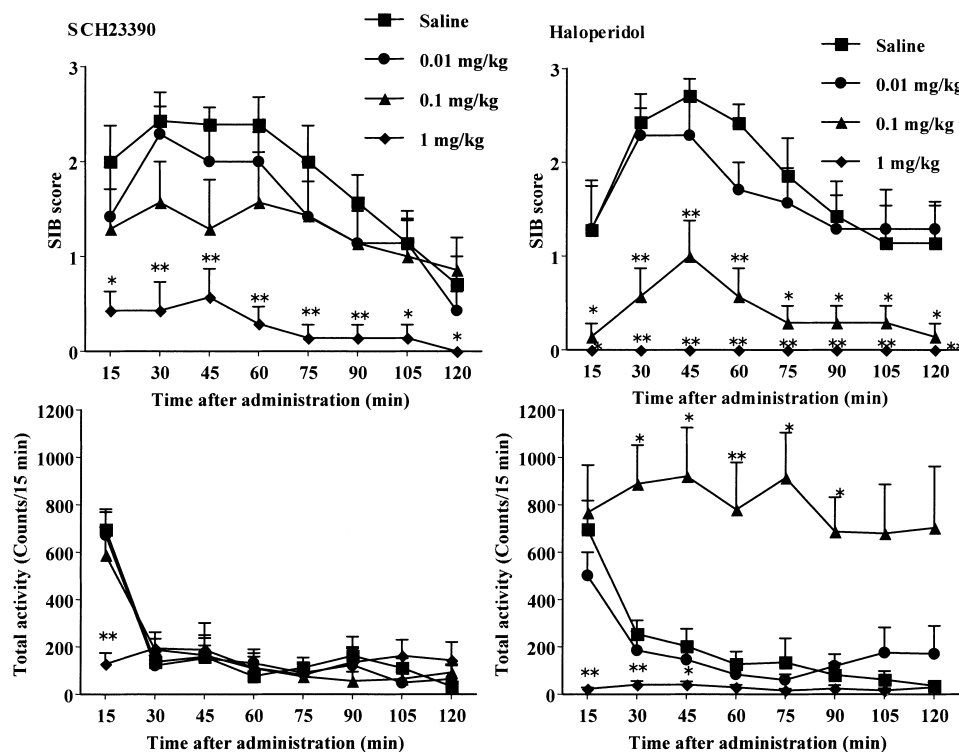 SCH23390
Saline
0.01 mg/kg
0.1 mg/kg
1 mg/kg
3
2
1
0
SIB score
15 30 45 60 75 90 105 120
Time after administration (min)
* ** ** ** ** ** * *
Haloperidol
Saline
0.01 mg/kg
0.1 mg/kg
1 mg/kg
3
2
1
0
SIB score
15 30 45 60 75 90 105 120
Time after administration (min)
* ** ** ** * * * *
* ** ** ** ** ** ** **
1200
1000
800
600
400
200
0
Total activity (Counts/15 min)
**
15 30 45 60 75 90 105 120
Time after administration (min)
1200
1000
800
600
400
200
0
Total activity (Counts/15 min)
* * ** * *
** ** *
15 30 45 60 75 90 105 120
Time after administration (min)